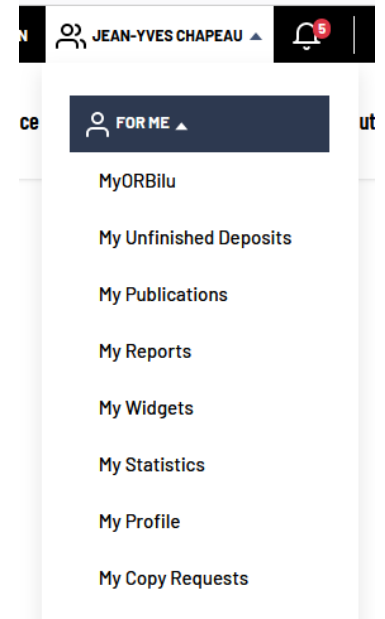 N JEAN-YVES CHAPEAU 5
ce FOR ME ut
MyORBilu
My Unfinished Deposits
My Publications
My Reports
My Widgets
My Statistics
My Profile
My Copy Requests